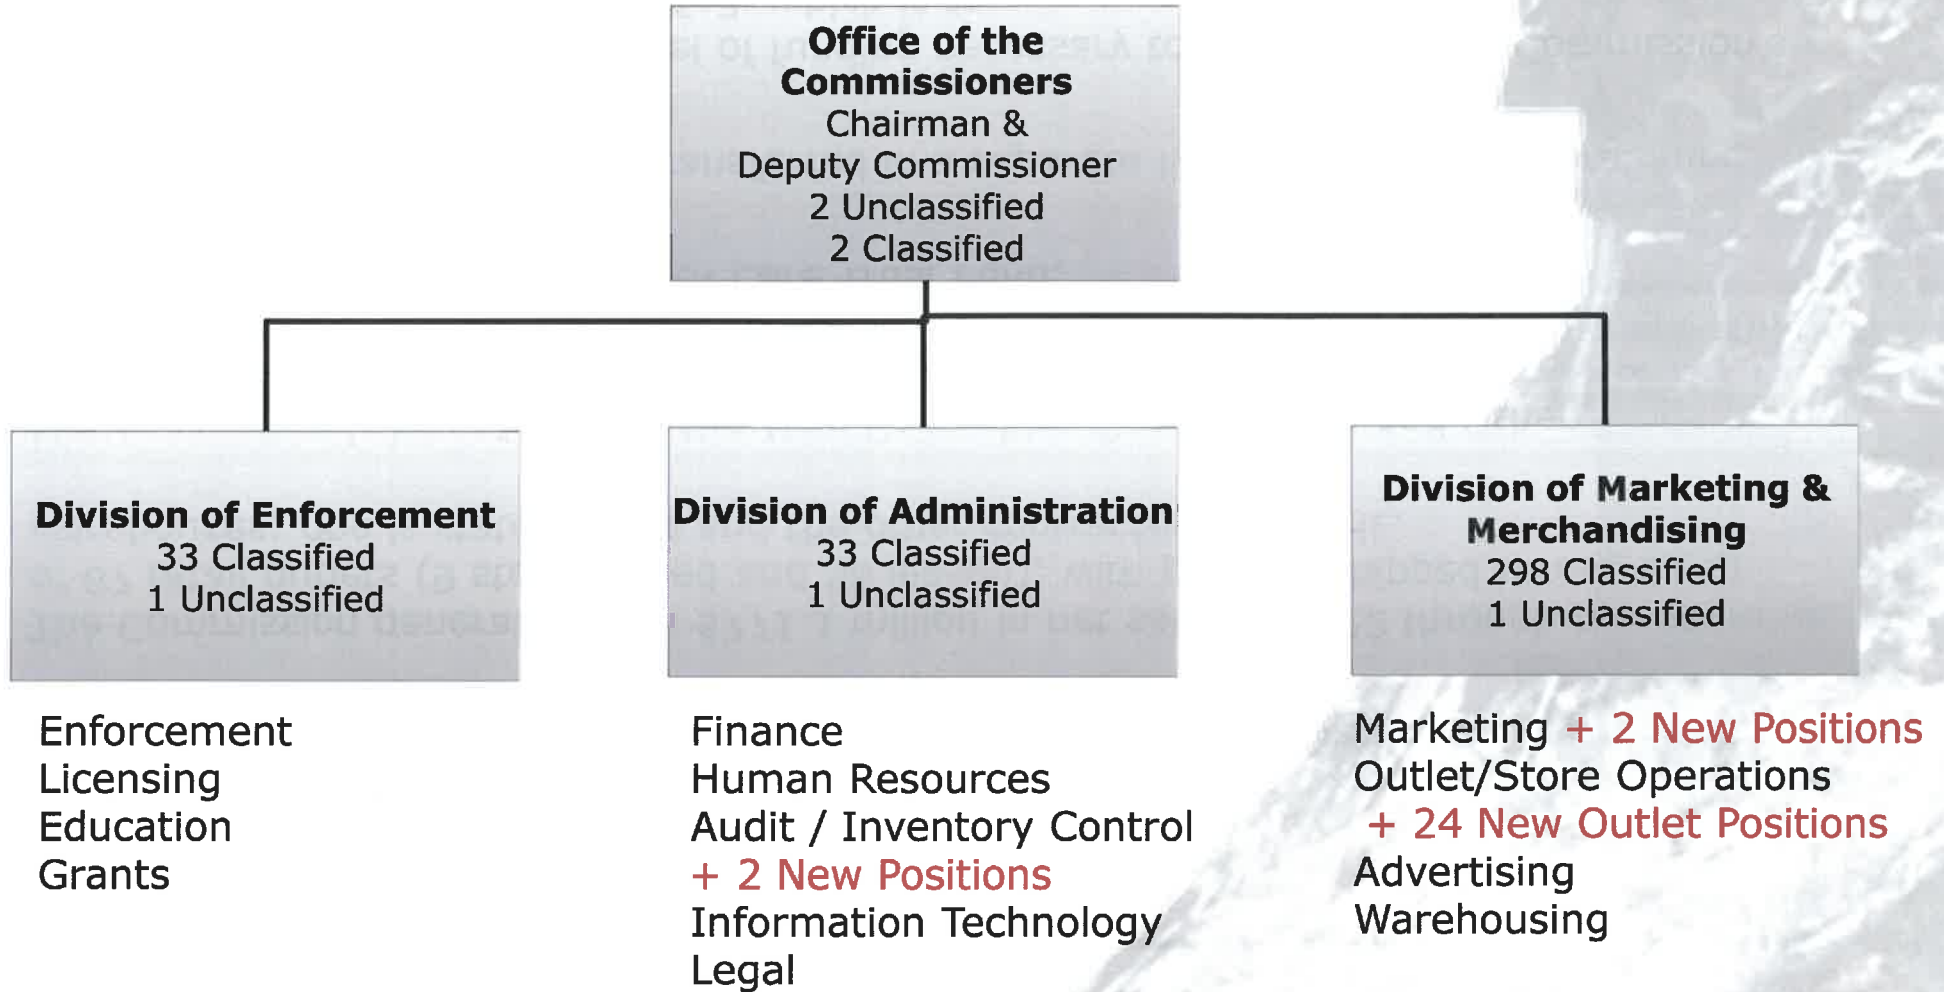 Office of the
Commissioners
Chairman &
Deputy Commissioner
2 Unclassified
2 Classified
Division of Enforcement
33 Classified
1 Unclassified
Enforcement
Licensing
Education
Grants
Division of Administration
33 Classified
1 Unclassified
Finance
Human Resources
Audit / Inventory Control
+ 2 New Positions
Information Technology
Legal
Division of Marketing &
Merchandising
298 Classified
1 Unclassified
Marketing + 2 New Positions
Outlet/Store Operations
+ 24 New Outlet Positions
Advertising
Warehousing